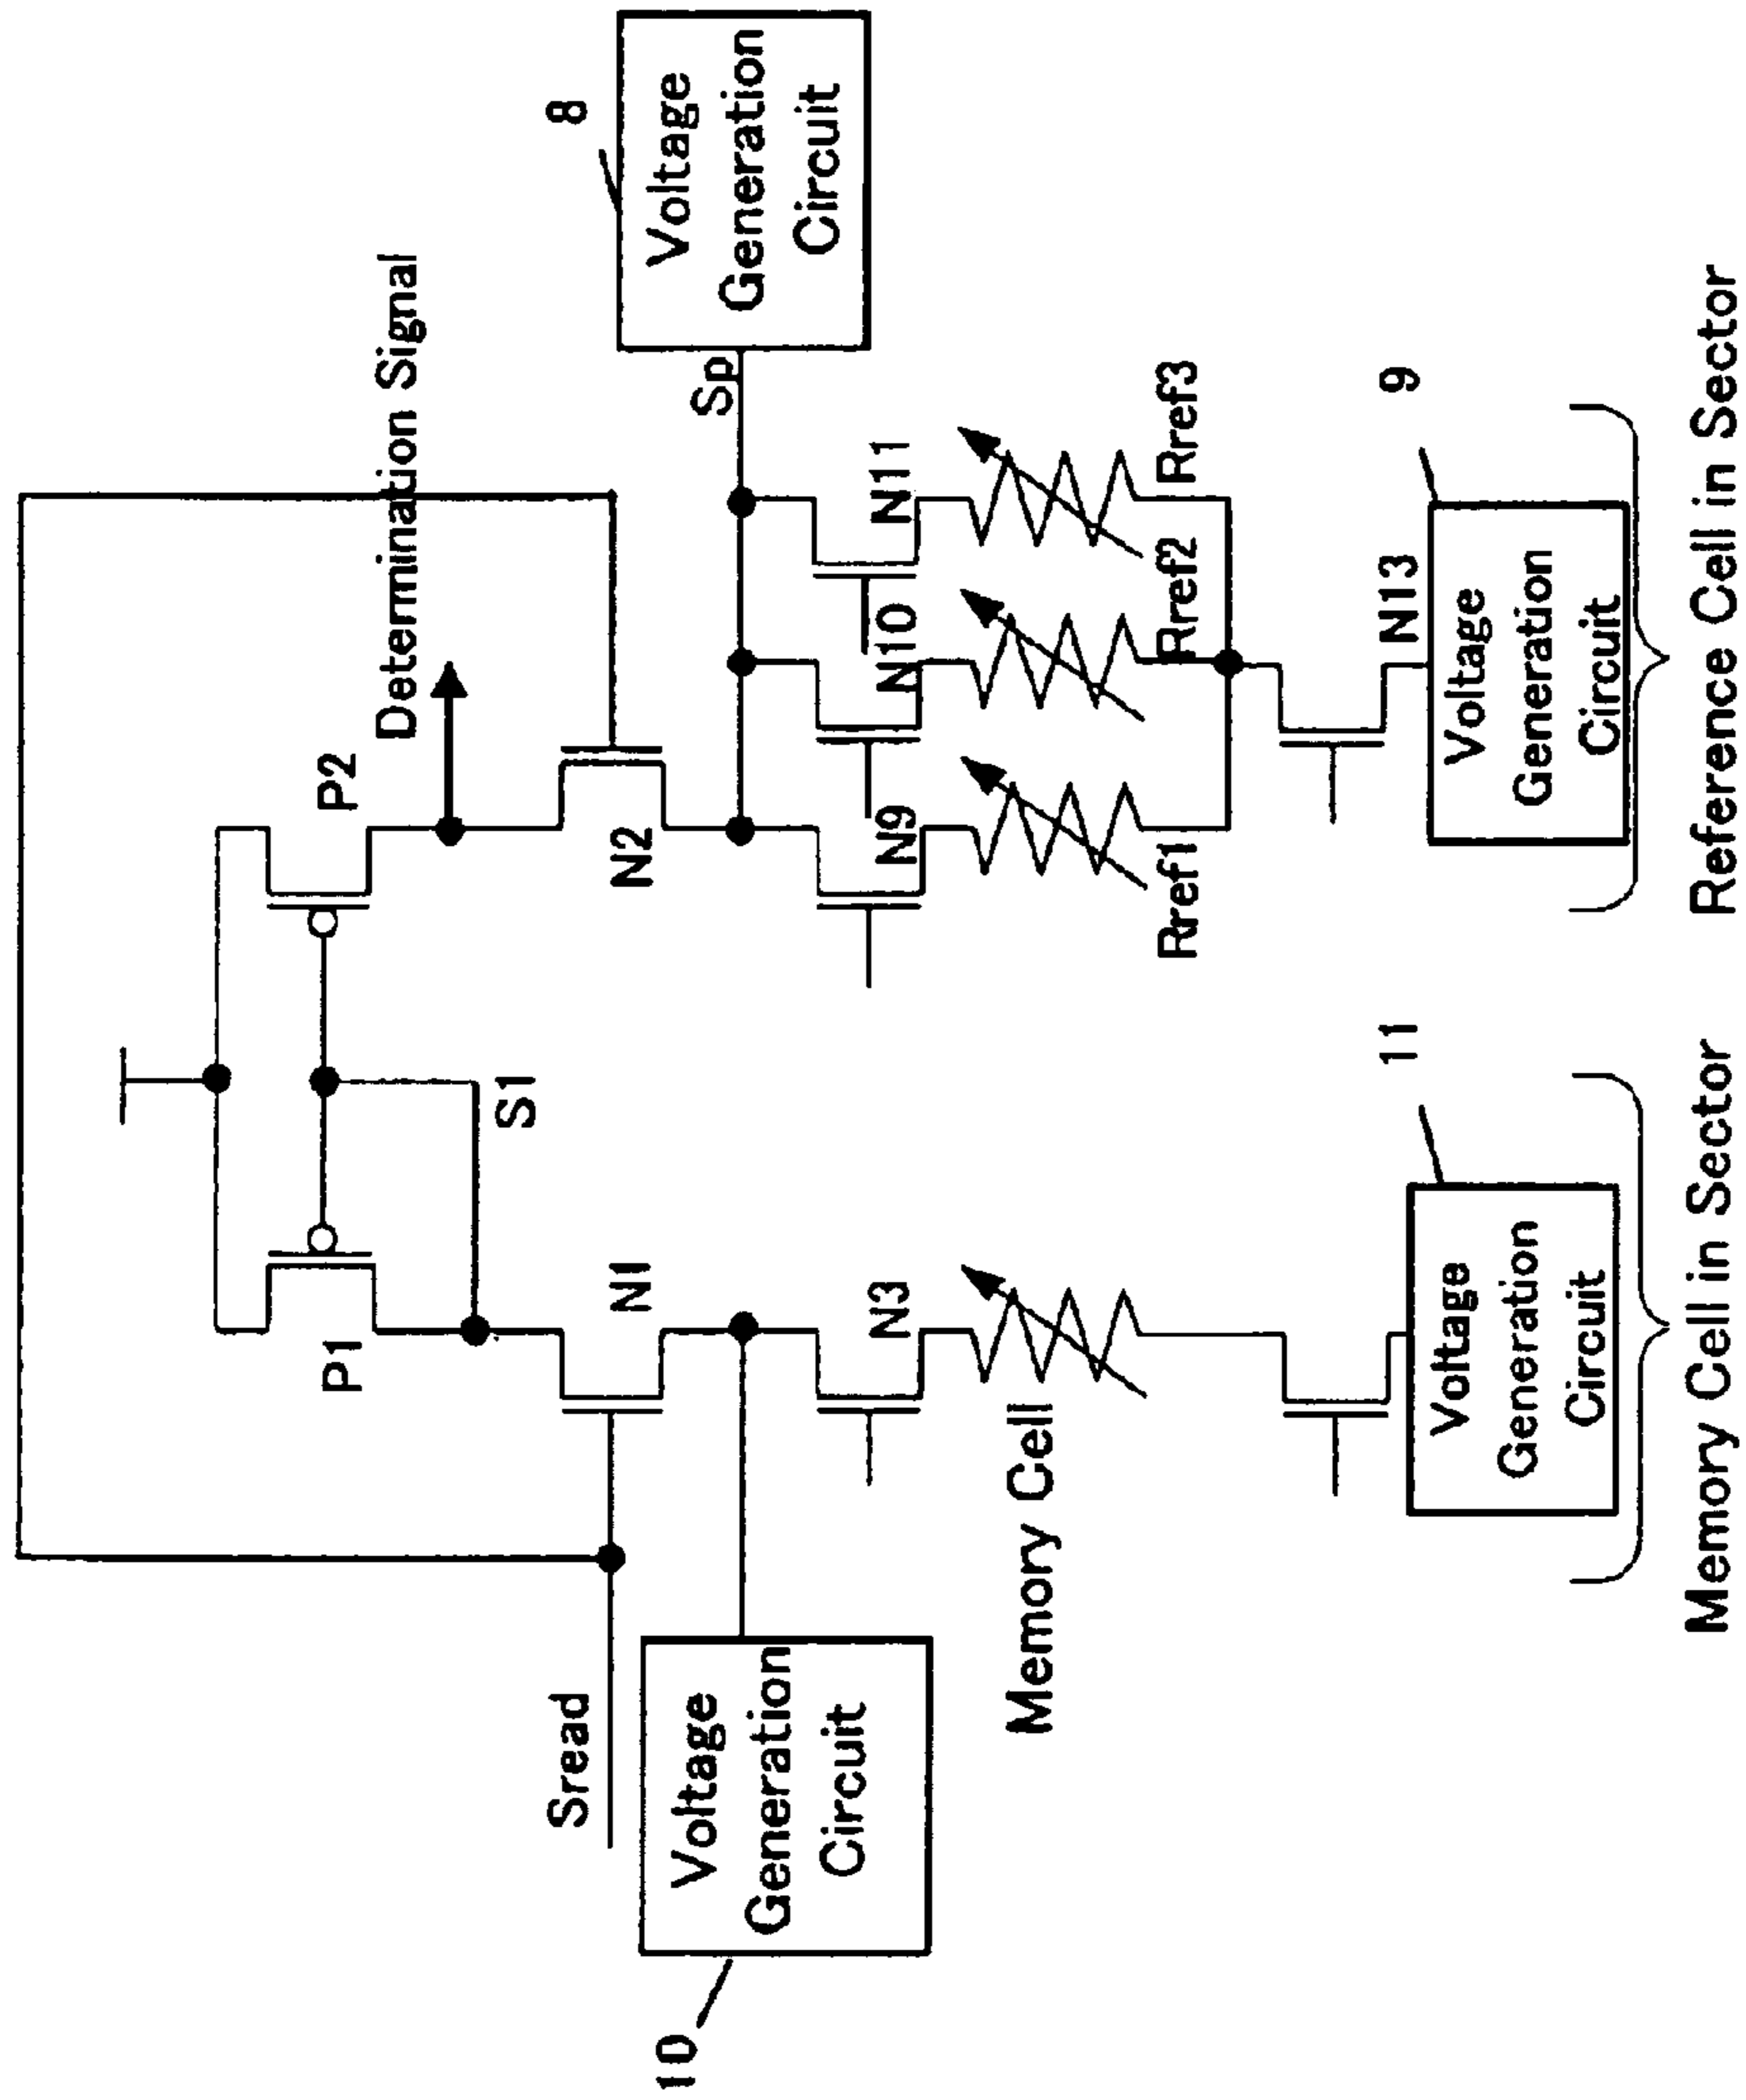 P1
P2
S1
Determination Signal
Sread
N1
N2
8
Voltage
Generation
Circuit
Sp
10
Voltage
Generation
Circuit
N3
N9
N10
N11
Memory Cell
Rref1
Rref2
Rref3
11
Voltage
Generation
Circuit
N13
9
Voltage
Generation
Circuit
Memory Cell in Sector
Reference Cell in Sector